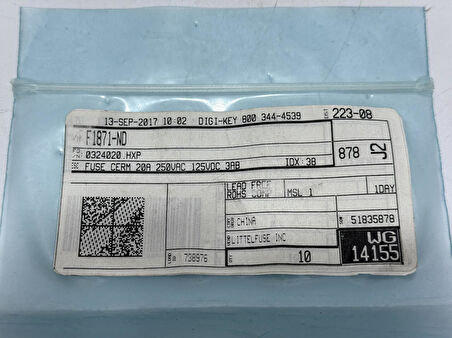 13-SEP-2017 10:02 DIGI-KEY 800 344-4539
223-08
F1871-ND
0324020.HXP
878 J2
FUSE CERM 20A 250VAC 125VDC 3AB IDX:3B
LEAD FREE
ROHS COMP MSL 1 1DAY
CHINA 51835878
LITTELFUSE INC WG
738976 10 14155